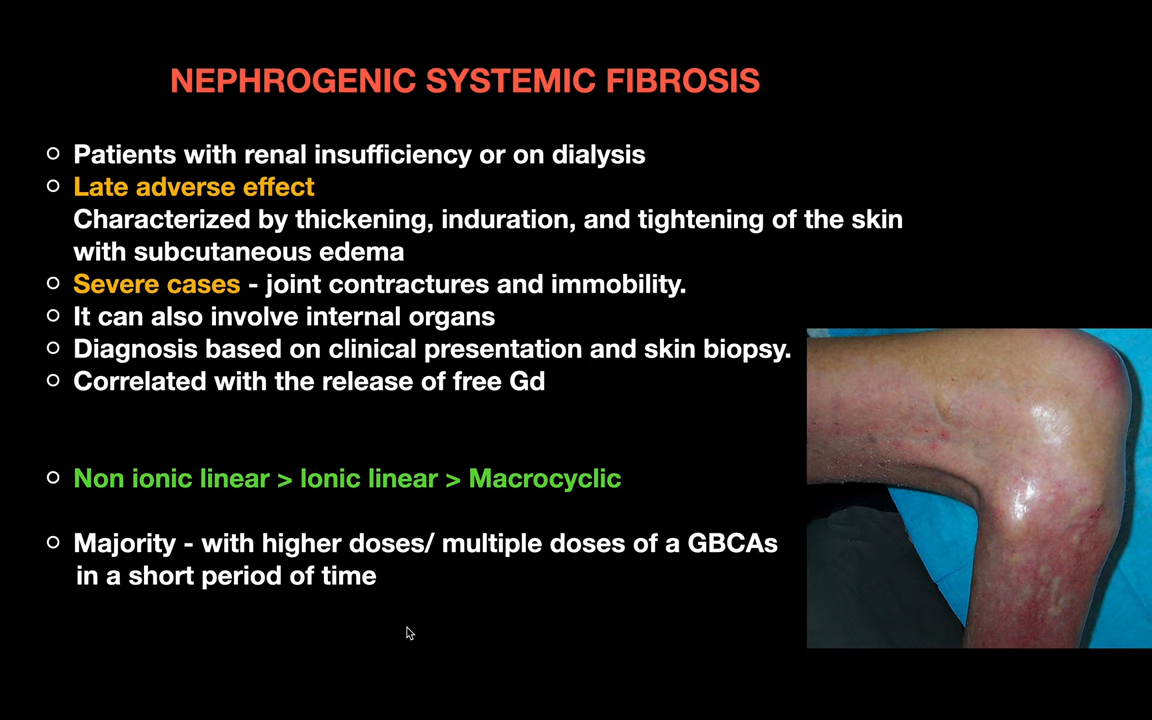 NEPHROGENIC SYSTEMIC FIBROSIS
Patients with renal insufficiency or on dialysis
Late adverse effect
Characterized by thickening, induration, and tightening of the skin
with subcutaneous edema
Severe cases - joint contractures and immobility.
It can also involve internal organs
Diagnosis based on clinical presentation and skin biopsy.
Correlated with the release of free Gd
Non ionic linear > Ionic linear > Macrocyclic
Majority - with higher doses/ multiple doses of a GBCAs
in a short period of time